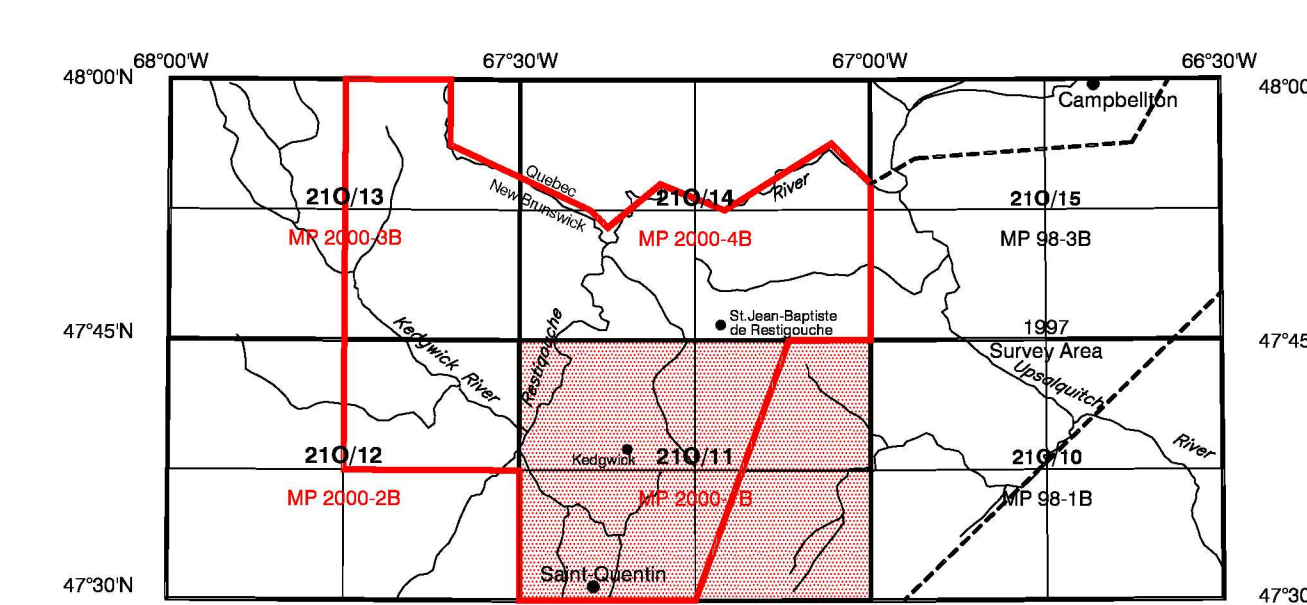 68°00'W 67°30'W 67°00'W 66°30'W
48°00'N 48°00
Campbellton
Quebec
New Brunswick
River
21O/13 21O/14 21O/15
MP 2000-3B MP 2000-4B MP 98-3B
St.Jean-Baptiste
de Restigouche
47°45'N 1997 47°45
Survey Area
Kedgwick River
Restigouche
Upsalquitch
River
Kedgwick
21O/12 21O/11 21O/10
MP 2000-2B MP 2000-1B MP 98-1B
Saint-Quentin
47°30'N 47°30